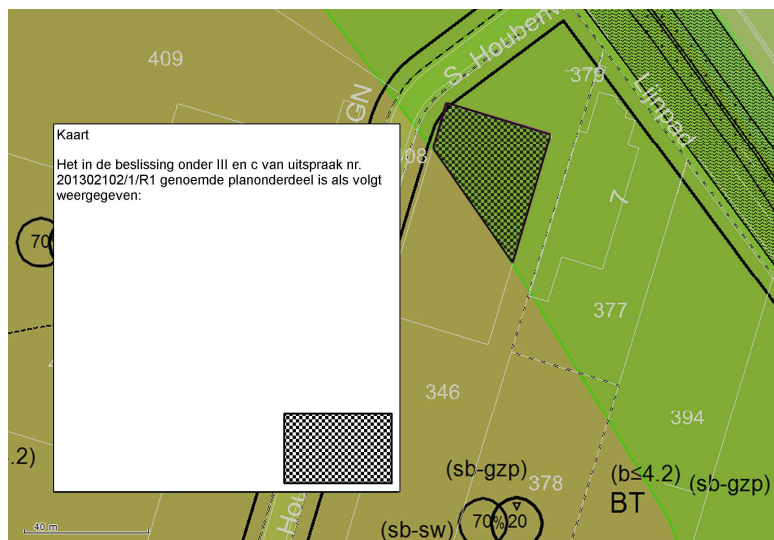 409
S. Houbenw
379
Lijnpad
GN
Kaart
Het in de beslissing onder III en c van uitspraak nr.
201302102/1/R1 genoemde planonderdeel is als volgt
weergegeven:
08
7
70
377
346
394
.2)
(sb-gzp)
378
(b≤4.2)
(sb-gzp)
BT
Hou
(sb-sw)
70%
20
40 m